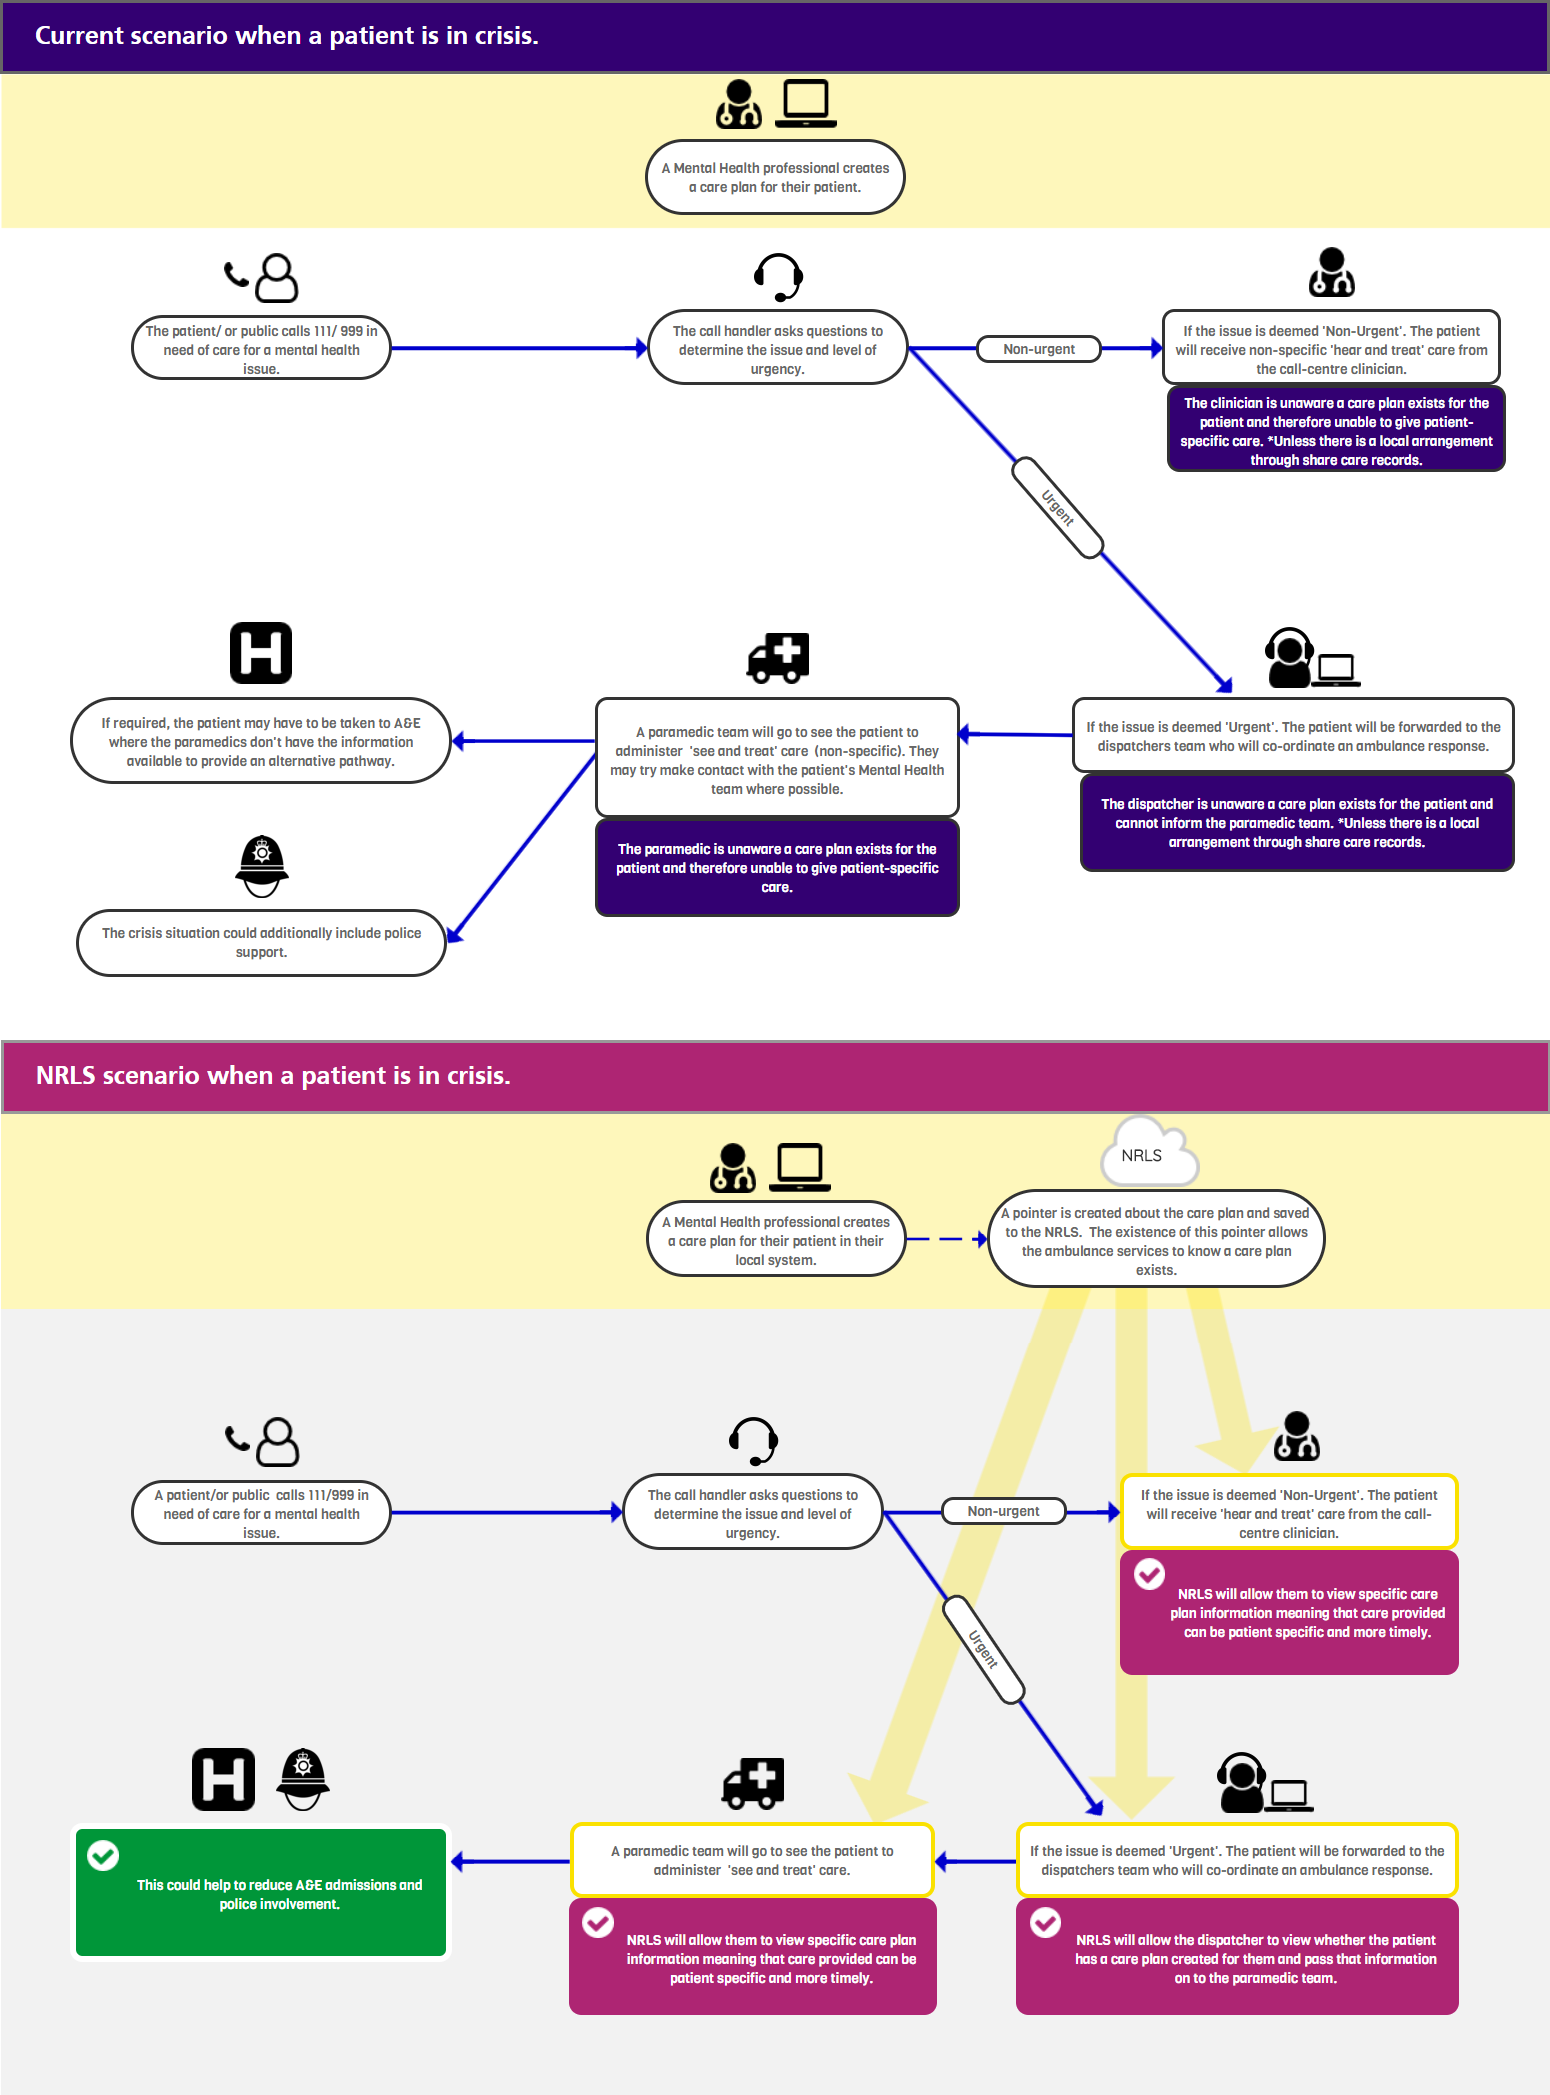 Current scenario when a patient is in crisis.
A Mental Health professional creates
a care plan for their patient.
The patient/ or public calls 111/ 999 in
need of care for a mental health
issue.
The call handler asks questions to
determine the issue and level of
urgency.
Non-urgent
If the issue is deemed 'Non-Urgent'. The patient
will receive non-specific 'hear and treat' care from
the call-centre clinician.
The clinician is unaware a care plan exists for the
patient and therefore unable to give patient-
specific care. *Unless there is a local arrangement
through share care records.
Urgent
If required, the patient may have to be taken to A&E
where the paramedics don't have the information
available to provide an alternative pathway.
A paramedic team will go to see the patient to
administer 'see and treat' care (non-specific). They
may try make contact with the patient's Mental Health
team where possible.
The paramedic is unaware a care plan exists for the
patient and therefore unable to give patient-specific
care.
If the issue is deemed 'Urgent'. The patient will be forwarded to the
dispatchers team who will co-ordinate an ambulance response.
The dispatcher is unaware a care plan exists for the patient and
cannot inform the paramedic team. *Unless there is a local
arrangement through share care records.
The crisis situation could additionally include police
support.
NRLS scenario when a patient is in crisis.
NRLS
A Mental Health professional creates
a care plan for their patient in their
local system.
A pointer is created about the care plan and saved
to the NRLS. The existence of this pointer allows
the ambulance services to know a care plan
exists.
A patient/or public calls 111/999 in
need of care for a mental health
issue.
The call handler asks questions to
determine the issue and level of
urgency.
Non-urgent
If the issue is deemed 'Non-Urgent'. The patient
will receive 'hear and treat' care from the call-
centre clinician.
NRLS will allow them to view specific care
plan information meaning that care provided
can be patient specific and more timely.
Urgent
This could help to reduce A&E admissions and
police involvement.
A paramedic team will go to see the patient to
administer 'see and treat' care.
NRLS will allow them to view specific care plan
information meaning that care provided can be
patient specific and more timely.
If the issue is deemed 'Urgent'. The patient will be forwarded to the
dispatchers team who will co-ordinate an ambulance response.
NRLS will allow the dispatcher to view whether the patient
has a care plan created for them and pass that information
on to the paramedic team.